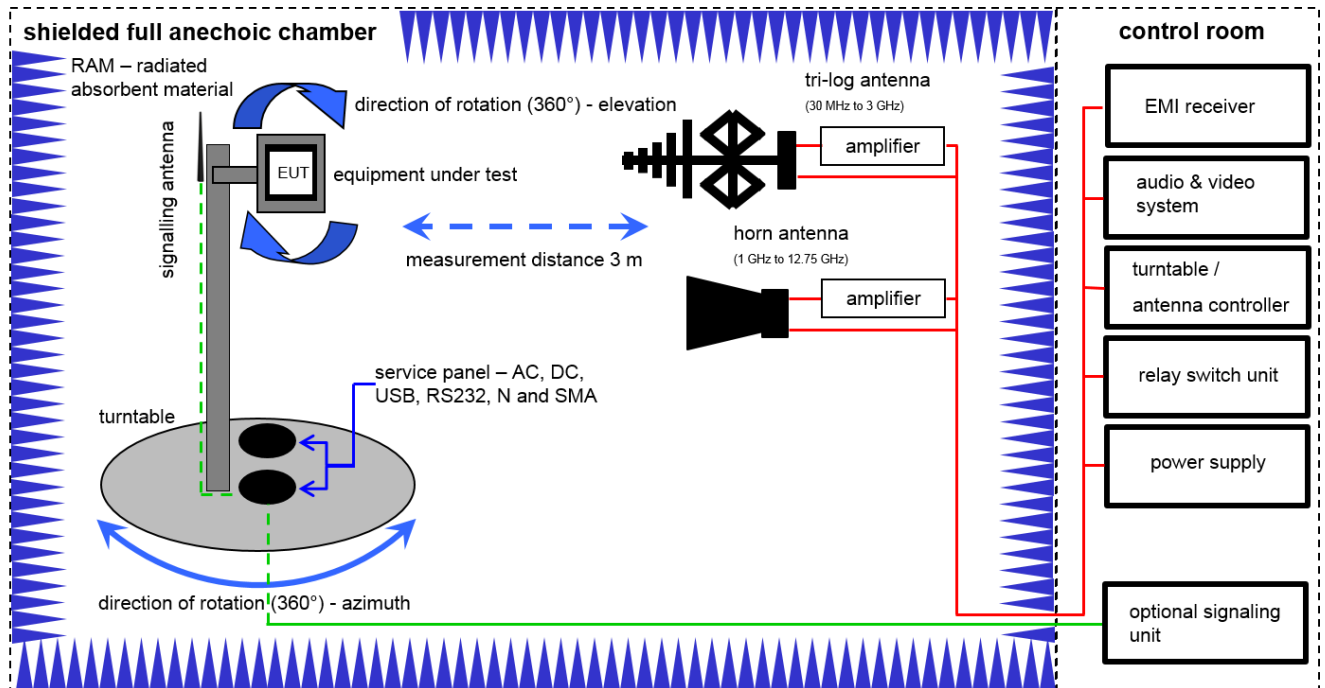 shielded full anechoic chamber
RAM – radiated
absorbent material
signalling antenna
direction of rotation (360°) - elevation
EUT
equipment under test
measurement distance 3 m
tri-log antenna
(30 MHz to 3 GHz)
amplifier
horn antenna
(1 GHz to 12.75 GHz)
amplifier
service panel – AC, DC,
USB, RS232, N and SMA
turntable
direction of rotation (360°) - azimuth
control room
EMI receiver
audio & video
system
turntable /
antenna controller
relay switch unit
power supply
optional signaling
unit